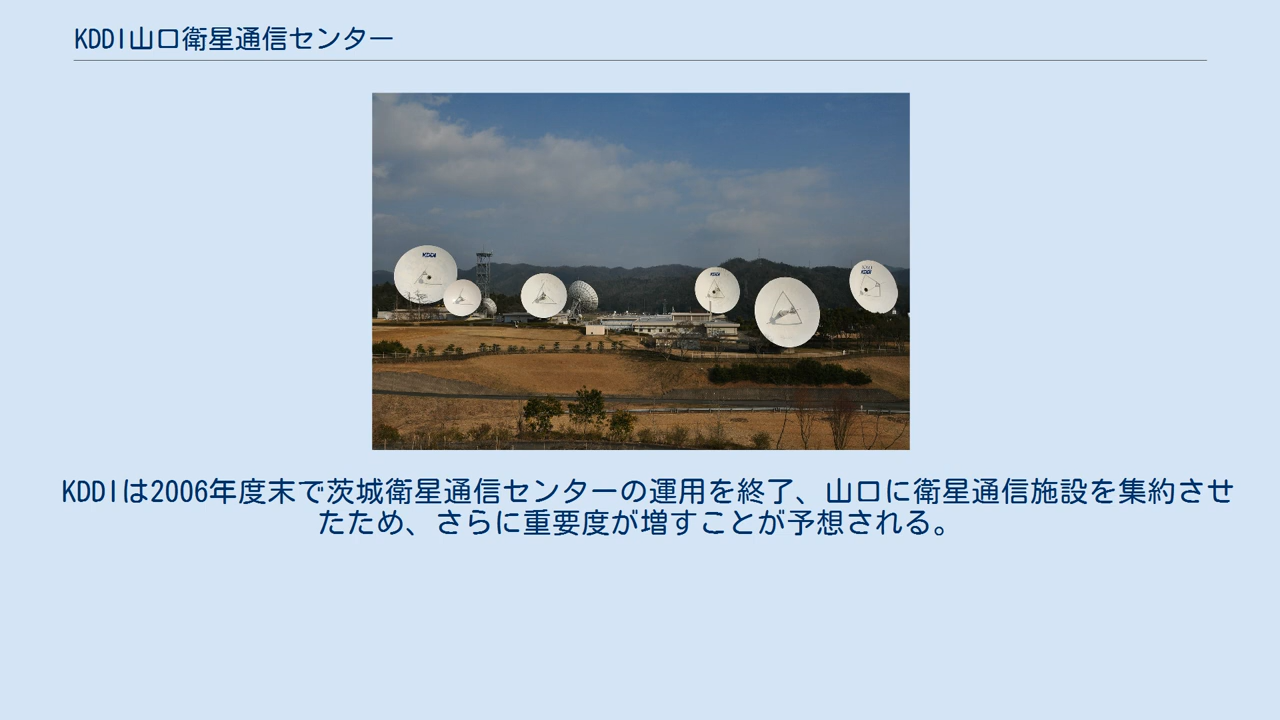 KDDI山口衛星通信センター
KDDI
KDDI
KDDI
KDDIは2006年度末で茨城衛星通信センターの運用を終了、山口に衛星通信施設を集約させ
たため、さらに重要度が増すことが予想される。